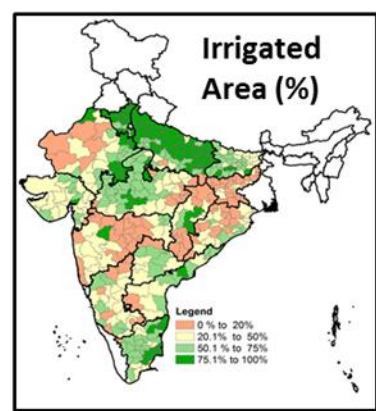 Irrigated
Area (%)
Legend
0 % to 20%
20.1% to 50%
50.1 % to 75%
75.1% to 100%